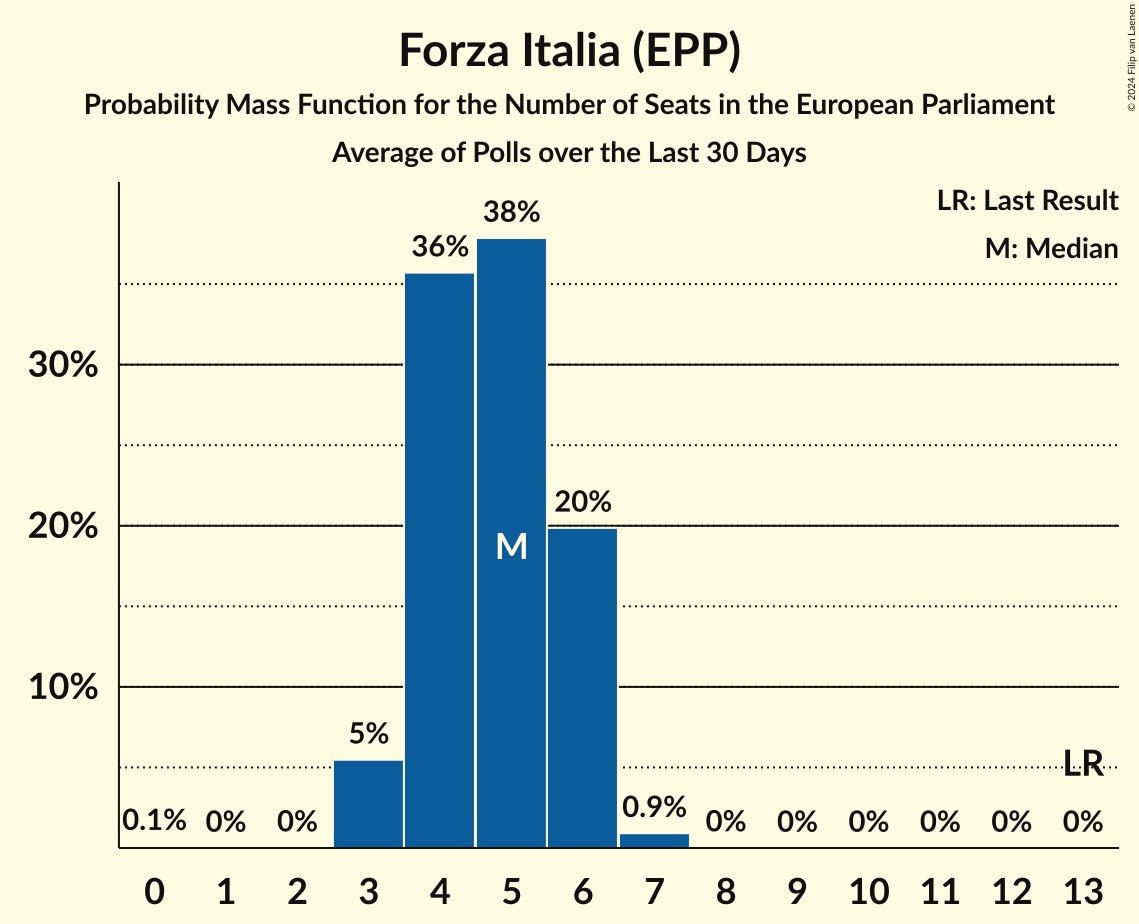 Forza Italia (EPP)
Probability Mass Function for the Number of Seats in the European Parliament
Average of Polls over the Last 30 Days
© 2024 Filip van Laenen
LR: Last Result
M: Median
38%
36%
30%
20%
20%
M
10%
5%
LR
0.1% 0% 0% 0.9% 0% 0% 0% 0% 0% 0%
0 1 2 3 4 5 6 7 8 9 10 11 12 13